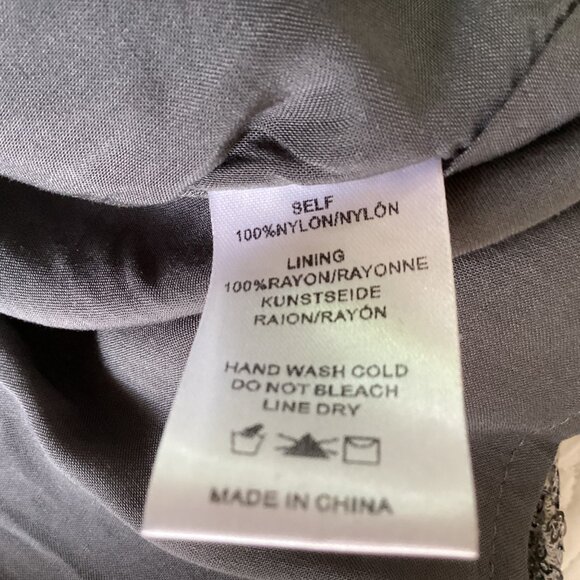 SELF
100%NYLON/NYLÔN
LINING
100%RAYON/RAYONNE
KUNSTSEIDE
RAION/RAYÓN
HAND WASH COLD
DO NOT BLEACH
LINE DRY
MADE IN CHINA